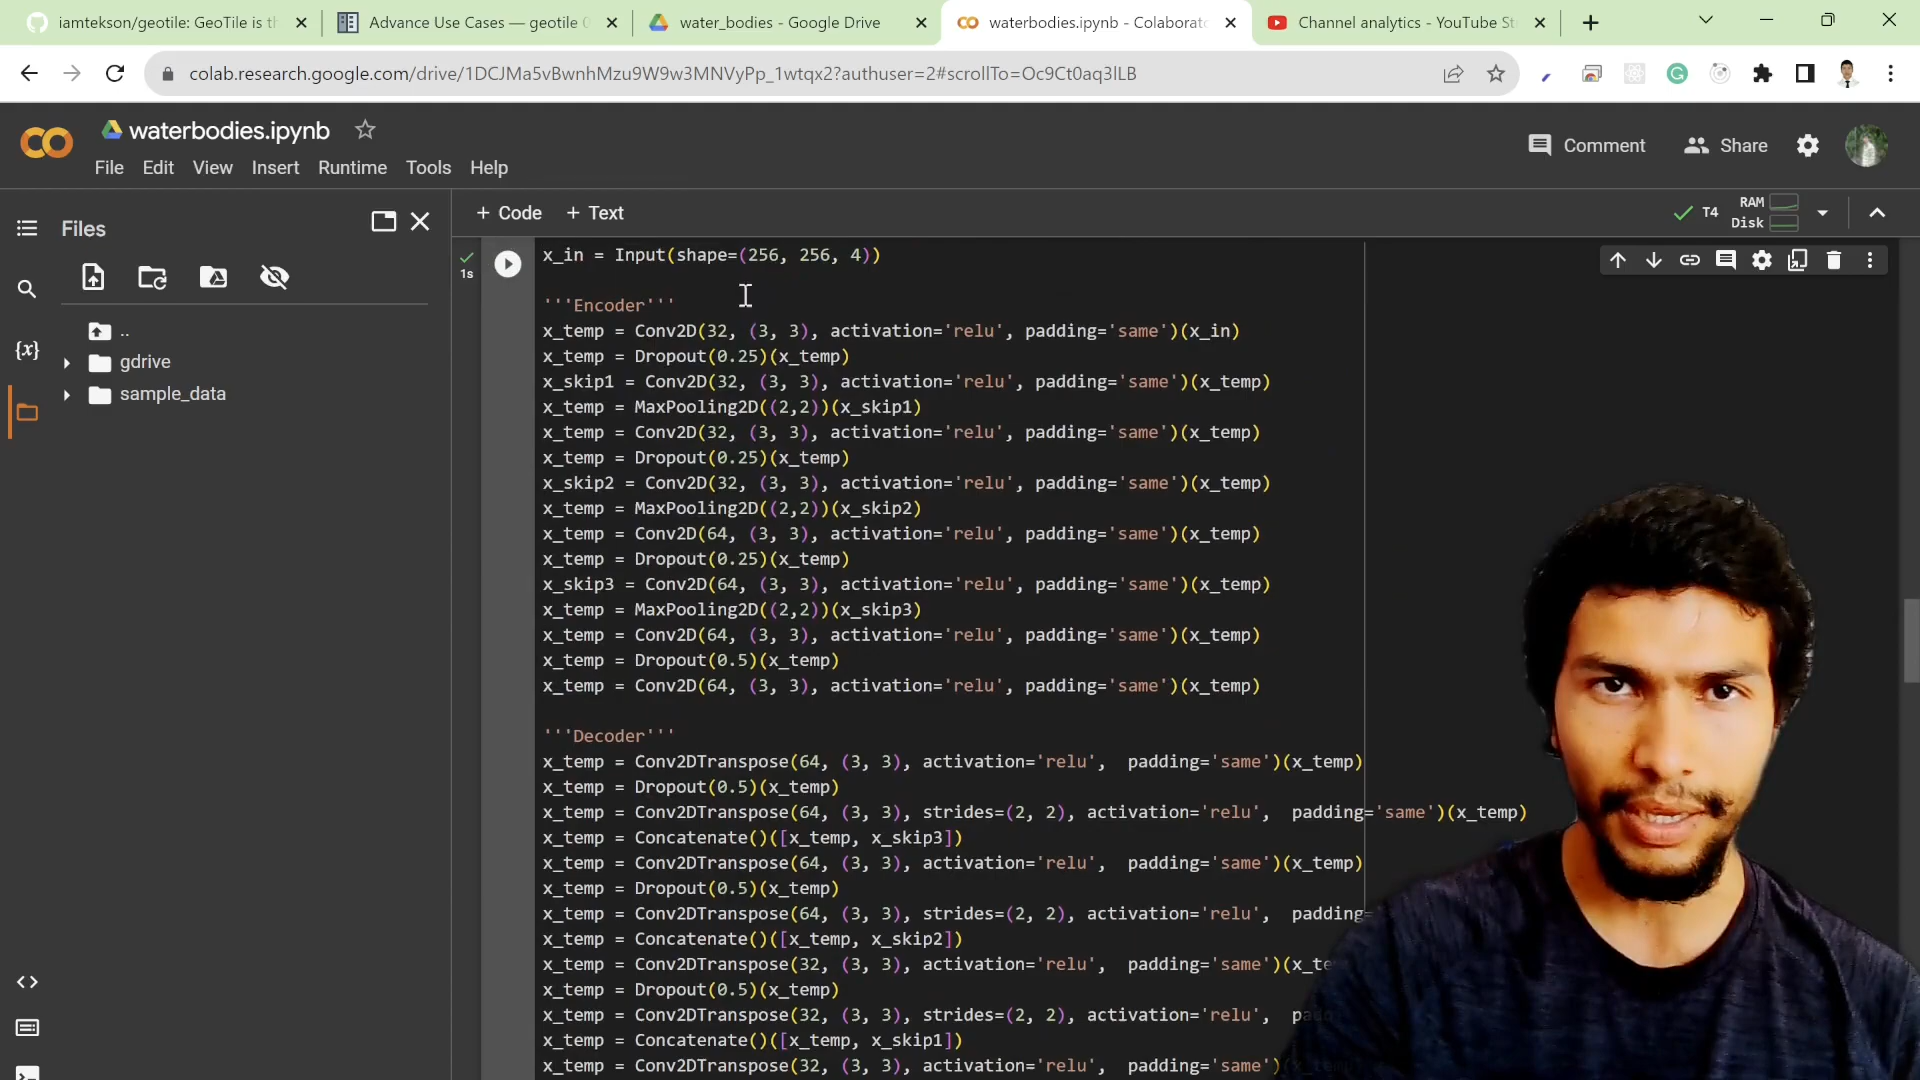 iamtekson/geotile: GeoTile is th
Advance Use Cases — geotile 0
water_bodies - Google Drive
waterbodies.ipynb - Colaborato
Channel analytics - YouTube St
colab.research.google.com/drive/1DCJMa5vBwnhMzu9W9w3MNVyPp_1wtqx2?authuser=2#scrollTo=Oc9Ct0aq3lLB
waterbodies.ipynb
File Edit View Insert Runtime Tools Help
Comment Share
Files
+ Code + Text
T4 RAM
Disk
..
gdrive
sample_data
{x}
1s
x_in = Input(shape=(256, 256, 4))
'''Encoder'''
x_temp = Conv2D(32, (3, 3), activation='relu', padding='same')(x_in)
x_temp = Dropout(0.25)(x_temp)
x_skip1 = Conv2D(32, (3, 3), activation='relu', padding='same')(x_temp)
x_temp = MaxPooling2D((2,2))(x_skip1)
x_temp = Conv2D(32, (3, 3), activation='relu', padding='same')(x_temp)
x_temp = Dropout(0.25)(x_temp)
x_skip2 = Conv2D(32, (3, 3), activation='relu', padding='same')(x_temp)
x_temp = MaxPooling2D((2,2))(x_skip2)
x_temp = Conv2D(64, (3, 3), activation='relu', padding='same')(x_temp)
x_temp = Dropout(0.25)(x_temp)
x_skip3 = Conv2D(64, (3, 3), activation='relu', padding='same')(x_temp)
x_temp = MaxPooling2D((2,2))(x_skip3)
x_temp = Conv2D(64, (3, 3), activation='relu', padding='same')(x_temp)
x_temp = Dropout(0.5)(x_temp)
x_temp = Conv2D(64, (3, 3), activation='relu', padding='same')(x_temp)
'''Decoder'''
x_temp = Conv2DTranspose(64, (3, 3), activation='relu',  padding='same')(x_temp)
x_temp = Dropout(0.5)(x_temp)
x_temp = Conv2DTranspose(64, (3, 3), strides=(2, 2), activation='relu',  padding='same')(x_temp)
x_temp = Concatenate()([x_temp, x_skip3])
x_temp = Conv2DTranspose(64, (3, 3), activation='relu',  padding='same')(x_temp)
x_temp = Dropout(0.5)(x_temp)
x_temp = Conv2DTranspose(64, (3, 3), strides=(2, 2), activation='relu',  padding=
x_temp = Concatenate()([x_temp, x_skip2])
x_temp = Conv2DTranspose(32, (3, 3), activation='relu',  padding='same')(x_te
x_temp = Dropout(0.5)(x_temp)
x_temp = Conv2DTranspose(32, (3, 3), strides=(2, 2), activation='relu',
x_temp = Concatenate()([x_temp, x_skip1])
x_temp = Conv2DTranspose(32, (3, 3), activation='relu',  padding='same')